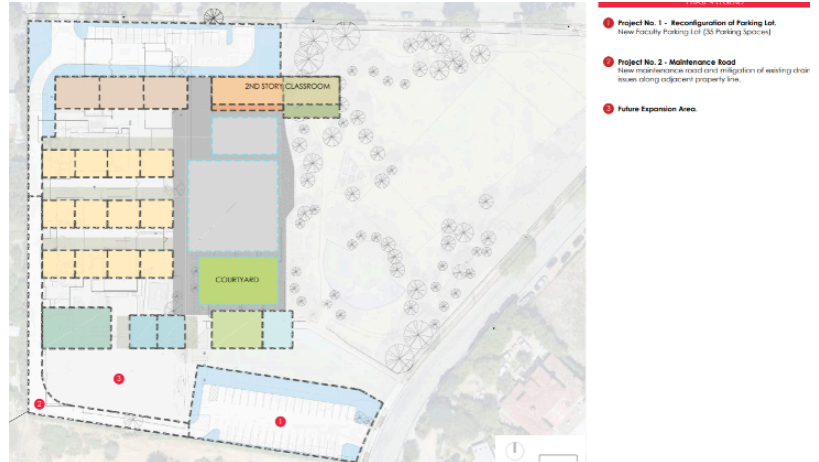 1 Project No. 1 - Reconfiguration of Parking Lot.
New Faculty Parking Lot (35 Parking Spaces)
2 Project No. 2 - Maintenance Road
New maintenance road and mitigation of existing drain
issues along adjacent property line.
3 Future Expansion Area.
2ND STORY CLASSROOM
COURTYARD
3
2
1